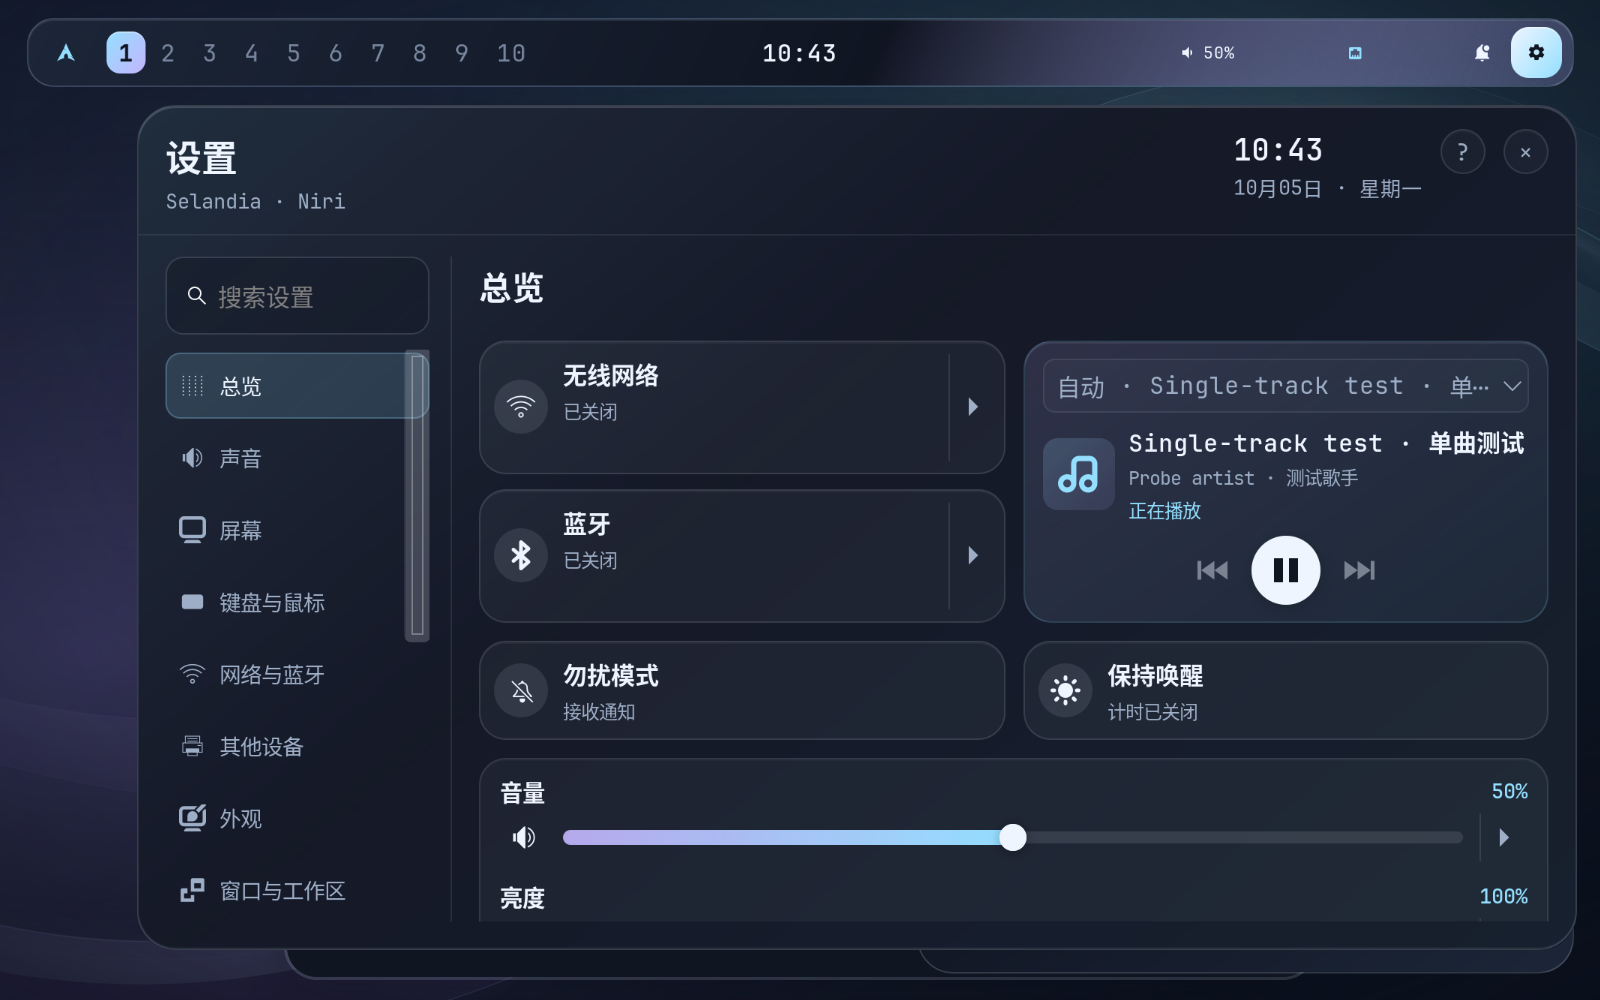 1 2 3 4 5 6 7 8 9 10
10:43
50%
设置
Selandia · Niri
10:43
10月05日 · 星期一
?
×
搜索设置
总览
声音
屏幕
键盘与鼠标
网络与蓝牙
其他设备
外观
窗口与工作区
总览
无线网络
已关闭
蓝牙
已关闭
自动 · Single-track test · 单…
Single-track test · 单曲测试
Probe artist · 测试歌手
正在播放
勿扰模式
接收通知
保持唤醒
计时已关闭
音量
50%
亮度
100%